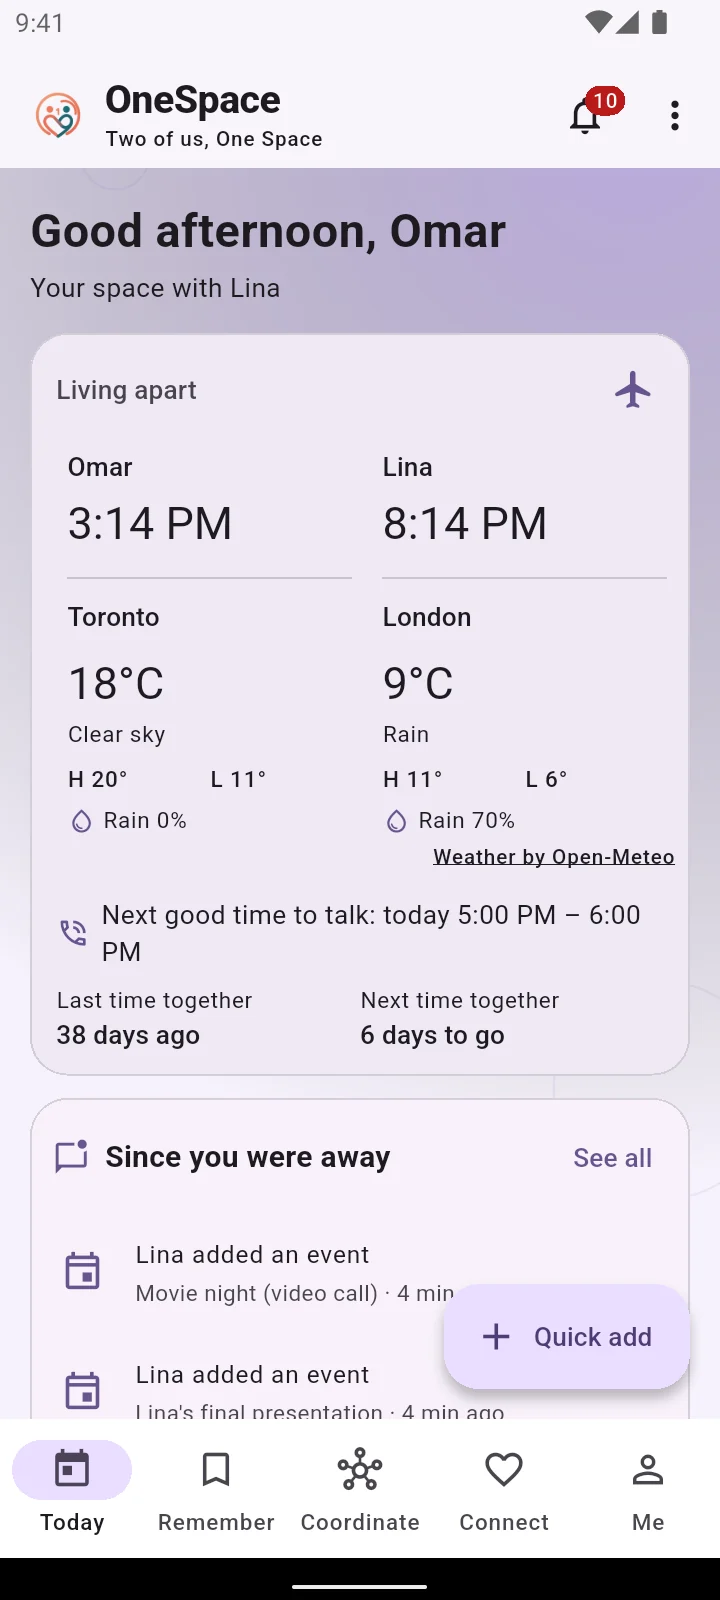 9:41
OneSpace
10
Two of us, One Space
Good afternoon, Omar
Your space with Lina
Living apart
Omar
Lina
3:14 PM
8:14 PM
Toronto
London
18°C
9°C
Clear sky
Rain
H 20°
L 11°
H 11°
L 6°
Rain 0%
Rain 70%
Weather by Open-Meteo
Next good time to talk: today 5:00 PM – 6:00
PM
Last time together
Next time together
38 days ago
6 days to go
Since you were away
See all
Lina added an event
Movie night (video call) · 4 min
Quick add
Lina added an event
Lina's final presentation · 4 min ago
Today
Remember
Coordinate
Connect
Me